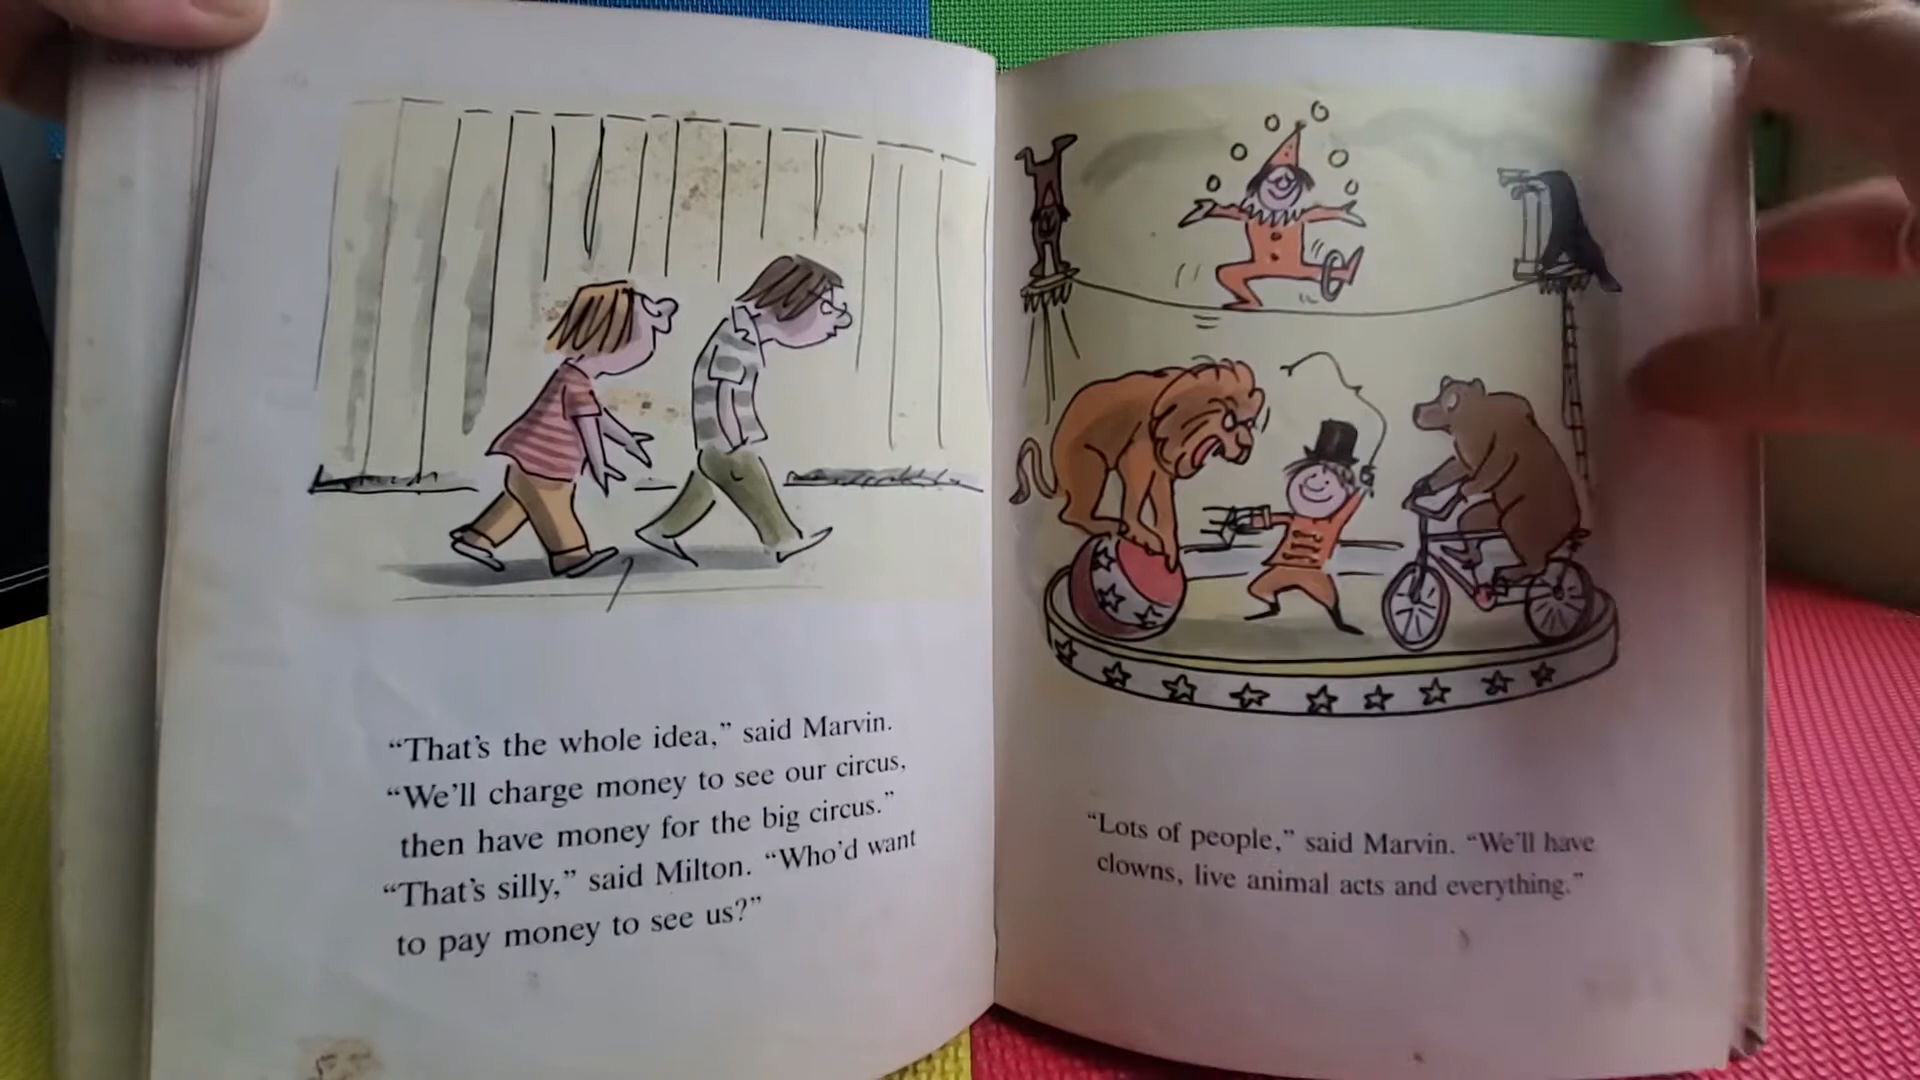 “That’s the whole idea,” said Marvin.
“We’ll charge money to see our circus,
then have money for the big circus.”
“That’s silly,” said Milton. “Who’d want
to pay money to see us?”
“Lots of people,” said Marvin. “We’ll have
clowns, live animal acts and everything.”